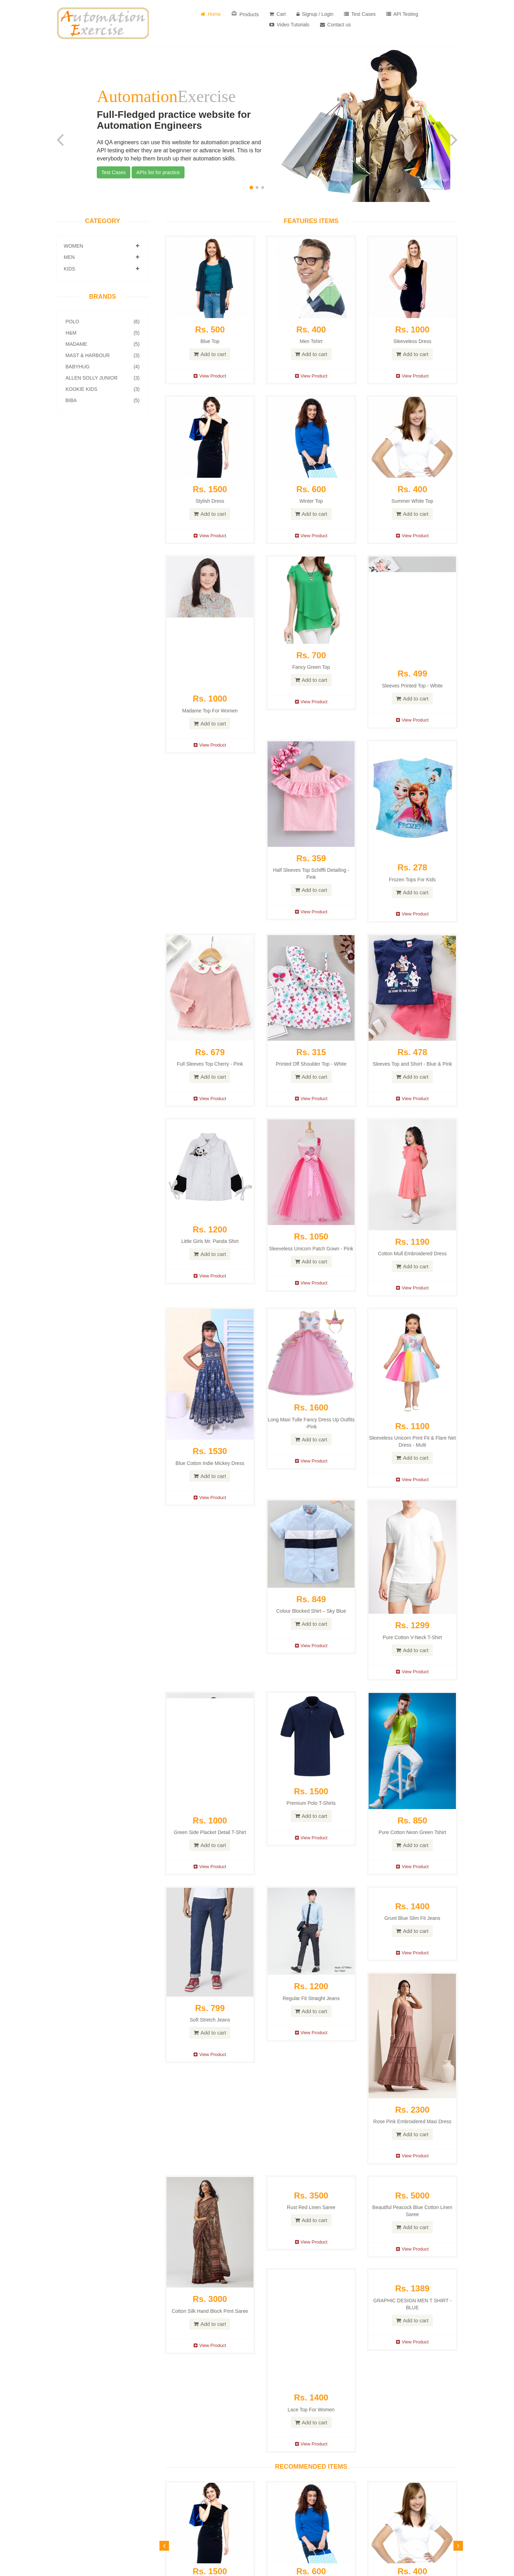 Automation
Exercise
Home
Products
Cart
Signup / Login
Test Cases
API Testing
Video Tutorials
Contact us
AutomationExercise
Full-Fledged practice website for
Automation Engineers
All QA engineers can use this website for automation practice and
API testing either they are at beginner or advance level. This is for
everybody to help them brush up their automation skills.
Test Cases
APIs list for practice
CATEGORY
WOMEN
MEN
KIDS
BRANDS
POLO (6)
H&M (5)
MADAME (5)
MAST & HARBOUR (3)
BABYHUG (4)
ALLEN SOLLY JUNIOR (3)
KOOKIE KIDS (3)
BIBA (5)
FEATURES ITEMS
Rs. 500
Blue Top
Add to cart
View Product
Rs. 400
Men Tshirt
Add to cart
View Product
Rs. 1000
Sleeveless Dress
Add to cart
View Product
Rs. 1500
Stylish Dress
Add to cart
View Product
Rs. 600
Winter Top
Add to cart
View Product
Rs. 400
Summer White Top
Add to cart
View Product
Rs. 1000
Madame Top For Women
Add to cart
View Product
Rs. 700
Fancy Green Top
Add to cart
View Product
Rs. 499
Sleeves Printed Top - White
Add to cart
View Product
Rs. 359
Half Sleeves Top Schiffli Detailing -
Pink
Add to cart
View Product
FROZEN
Rs. 278
Frozen Tops For Kids
Add to cart
View Product
Rs. 679
Full Sleeves Top Cherry - Pink
Add to cart
View Product
Rs. 315
Printed Off Shoulder Top - White
Add to cart
View Product
Rs. 478
Sleeves Top and Short - Blue & Pink
Add to cart
View Product
Rs. 1200
Little Girls Mr. Panda Shirt
Add to cart
View Product
Rs. 1050
Sleeveless Unicorn Patch Gown - Pink
Add to cart
View Product
Rs. 1190
Cotton Mull Embroidered Dress
Add to cart
View Product
Rs. 1530
Blue Cotton Indie Mickey Dress
Add to cart
View Product
Rs. 1600
Long Maxi Tulle Fancy Dress Up Outfits
-Pink
Add to cart
View Product
Rs. 1100
Sleeveless Unicorn Print Fit & Flare Net
Dress - Multi
Add to cart
View Product
Rs. 849
Colour Blocked Shirt – Sky Blue
Add to cart
View Product
Rs. 1299
Pure Cotton V-Neck T-Shirt
Add to cart
View Product
Rs. 1000
Green Side Placket Detail T-Shirt
Add to cart
View Product
Rs. 1500
Premium Polo T-Shirts
Add to cart
View Product
Rs. 850
Pure Cotton Neon Green Tshirt
Add to cart
View Product
Rs. 799
Soft Stretch Jeans
Add to cart
View Product
Rs. 1200
Regular Fit Straight Jeans
Add to cart
View Product
Rs. 1400
Grunt Blue Slim Fit Jeans
Add to cart
View Product
Rs. 2300
Rose Pink Embroidered Maxi Dress
Add to cart
View Product
Rs. 3000
Cotton Silk Hand Block Print Saree
Add to cart
View Product
Rs. 3500
Rust Red Linen Saree
Add to cart
View Product
Rs. 5000
Beautiful Peacock Blue Cotton Linen
Saree
Add to cart
View Product
Rs. 1400
Lace Top For Women
Add to cart
View Product
Rs. 1389
GRAPHIC DESIGN MEN T SHIRT -
BLUE
Add to cart
View Product
RECOMMENDED ITEMS
Rs. 1500
Rs. 600
Rs. 400